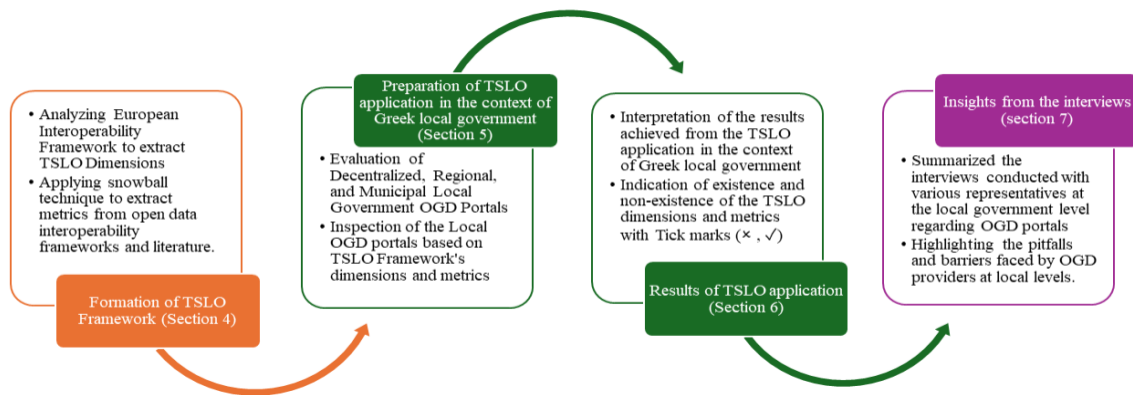 • Analyzing European
Interoperability
Framework to extract
TSLO Dimensions
• Applying snowball
technique to extract
metrics from open data
interoperability
frameworks and literature.
Formation of TSLO
Framework (Section 4)
Preparation of TSLO
application in the context of
Greek local government
(Section 5)
• Evaluation of
Decentralized, Regional,
and Municipal Local
Government OGD Portals
• Inspection of the Local
OGD portals based on
TSLO Framework's
dimensions and metrics
• Interpretation of the results
achieved from the TSLO
application in the context
of Greek local government
• Indication of existence and
non-existence of the TSLO
dimensions and metrics
with Tick marks (× , ✓)
Results of TSLO application
(Section 6)
Insights from the interviews
(section 7)
• Summarized the
interviews conducted with
various representatives at
the local government level
regarding OGD portals
• Highlighting the pitfalls
and barriers faced by OGD
providers at local levels.